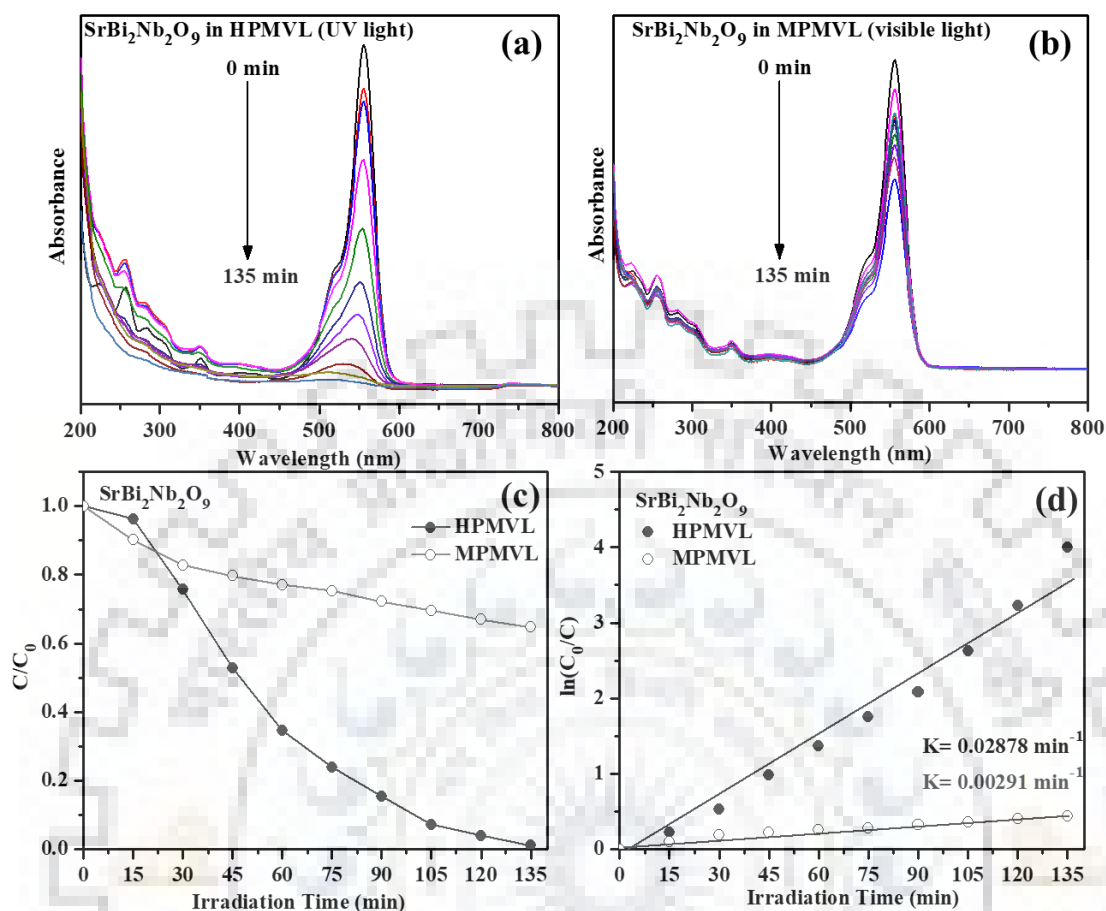 SrBi₂Nb₂O₉ in HPMVL (UV light)
(a)
0 min
135 min
Absorbance
200 300 400 500 600 700 800
Wavelength (nm)
SrBi₂Nb₂O₉ in MPMVL (visible light)
(b)
0 min
135 min
Absorbance
200 300 400 500 600 700 800
Wavelength (nm)
SrBi₂Nb₂O₉
(c)
HPMVL
MPMVL
C/C₀
1.0
0.8
0.6
0.4
0.2
0.0
0 15 30 45 60 75 90 105 120 135
Irradiation Time (min)
SrBi₂Nb₂O₉
(d)
HPMVL
MPMVL
ln(C₀/C)
5
4
3
2
1
0
K= 0.02878 min⁻¹
K= 0.00291 min⁻¹
0 15 30 45 60 75 90 105 120 135
Irradiation Time (min)